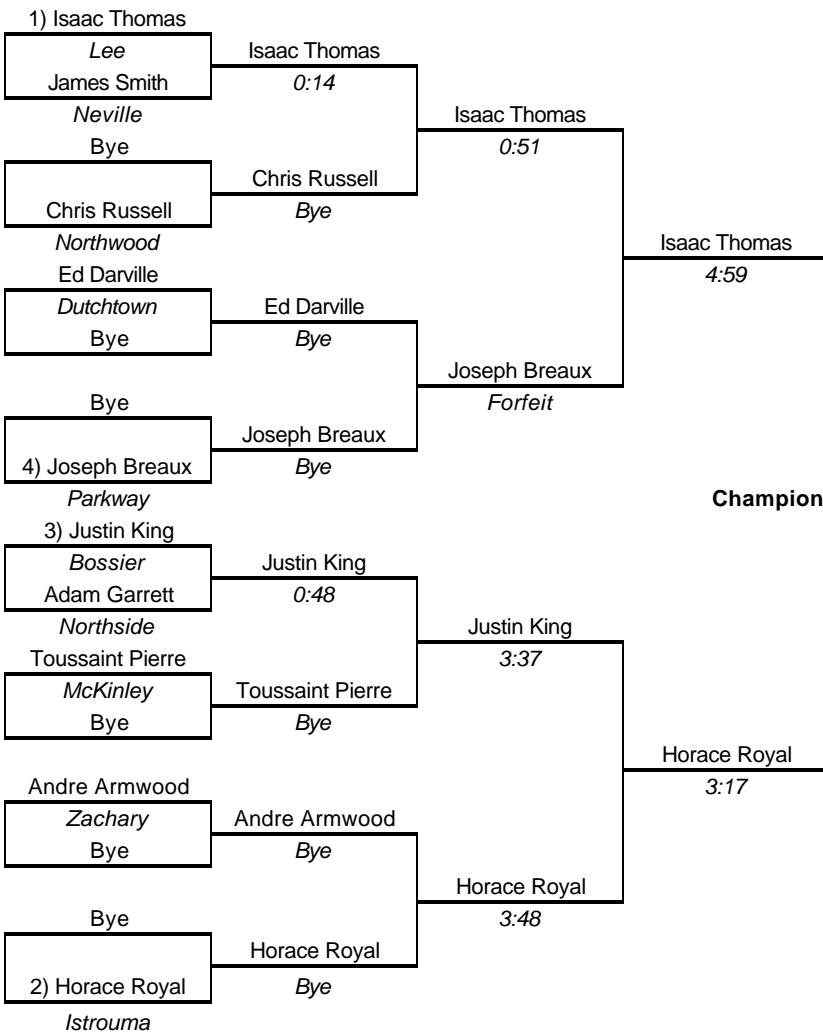 1) Isaac Thomas
Lee
Isaac Thomas
James Smith
0:14
Neville
Isaac Thomas
Bye
0:51
Chris Russell
Chris Russell
Bye
Northwood
Isaac Thomas
Ed Darville
4:59
Dutchtown
Ed Darville
Bye
Bye
Joseph Breaux
Bye
Forfeit
Joseph Breaux
4) Joseph Breaux
Bye
Parkway
Champion
3) Justin King
Bossier
Justin King
Adam Garrett
0:48
Northside
Justin King
Toussaint Pierre
3:37
McKinley
Toussaint Pierre
Bye
Bye
Horace Royal
Andre Armwood
3:17
Zachary
Andre Armwood
Bye
Bye
Horace Royal
Bye
3:48
Horace Royal
2) Horace Royal
Bye
Istrouma